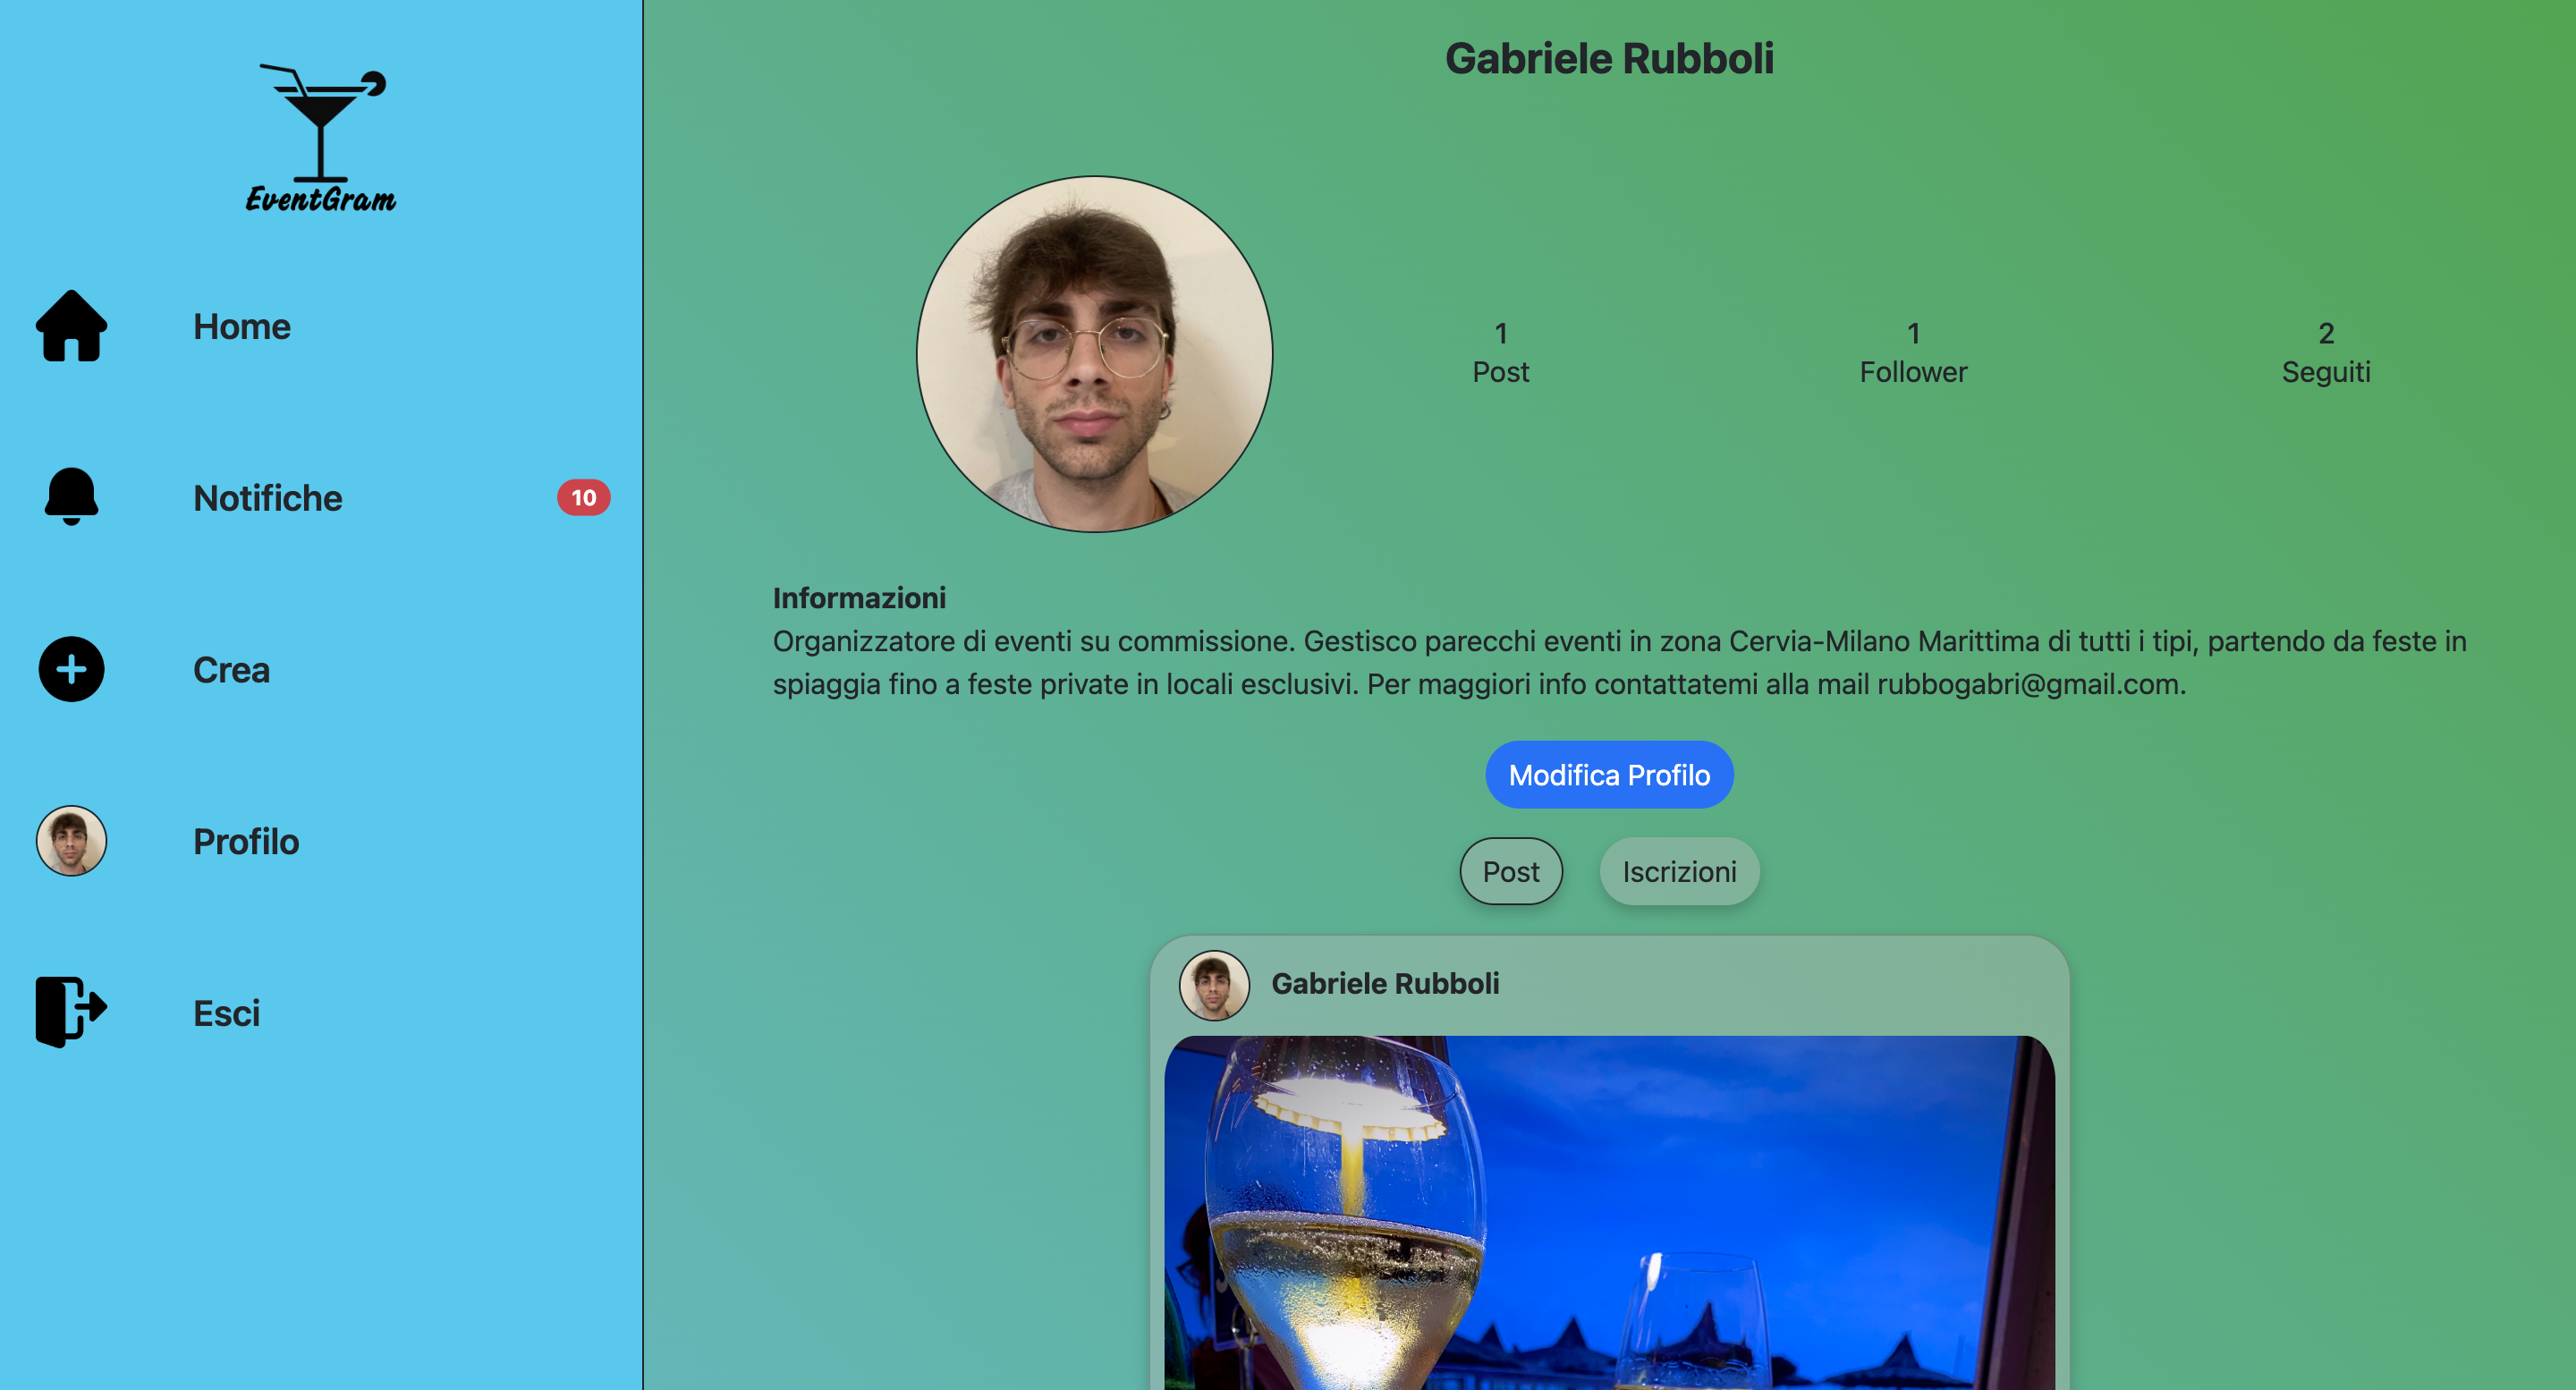 EventGram
Home
Notifiche
10
Crea
Profilo
Esci
Gabriele Rubboli
1
Post
1
Follower
2
Seguiti
Informazioni
Organizzatore di eventi su commissione. Gestisco parecchi eventi in zona Cervia-Milano Marittima di tutti i tipi, partendo da feste in
spiaggia fino a feste private in locali esclusivi. Per maggiori info contattatemi alla mail rubbogabri@gmail.com.
Modifica Profilo
Post
Iscrizioni
Gabriele Rubboli